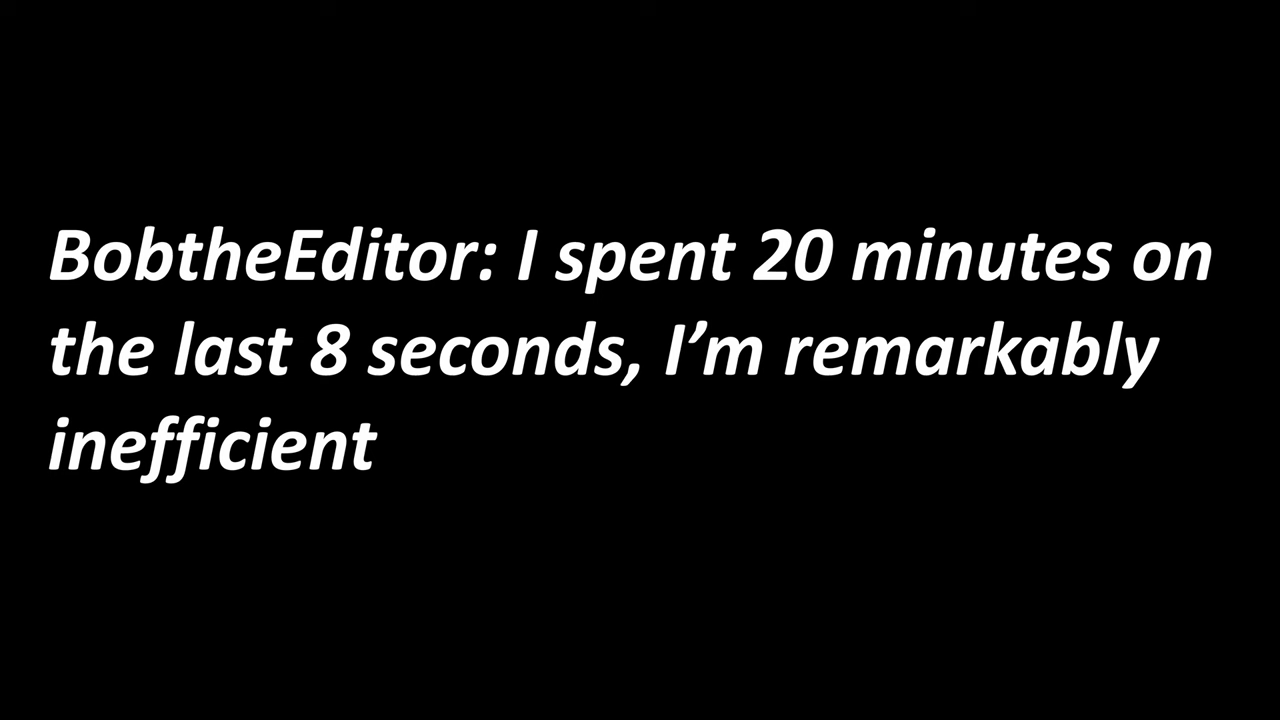 BobtheEditor: I spent 20 minutes on
the last 8 seconds, I’m remarkably
inefficient